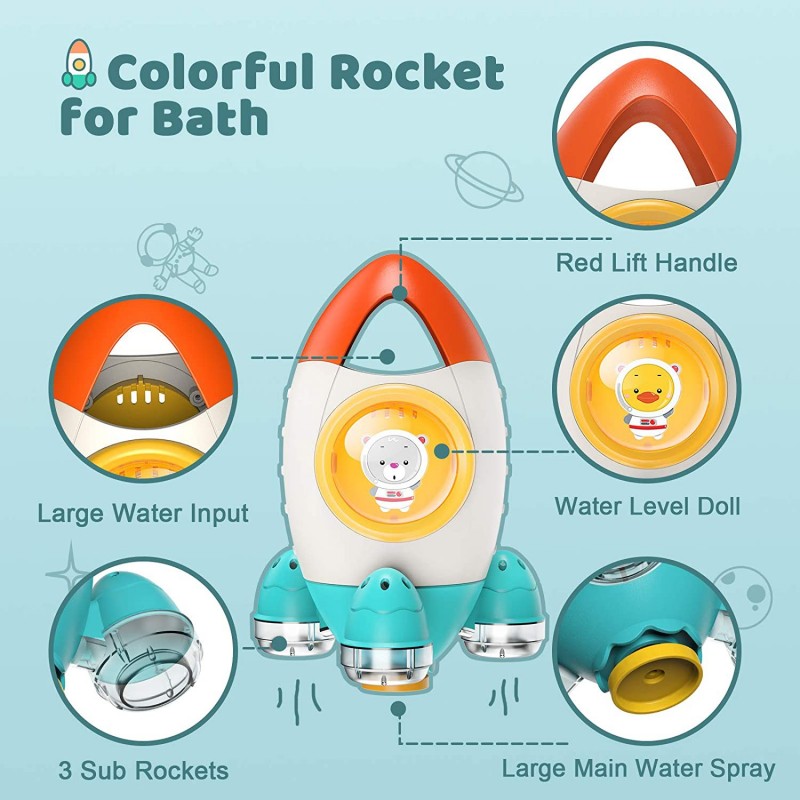 Colorful Rocket
for Bath
Red Lift Handle
Large Water Input
Water Level Doll
3 Sub Rockets
Large Main Water Spray